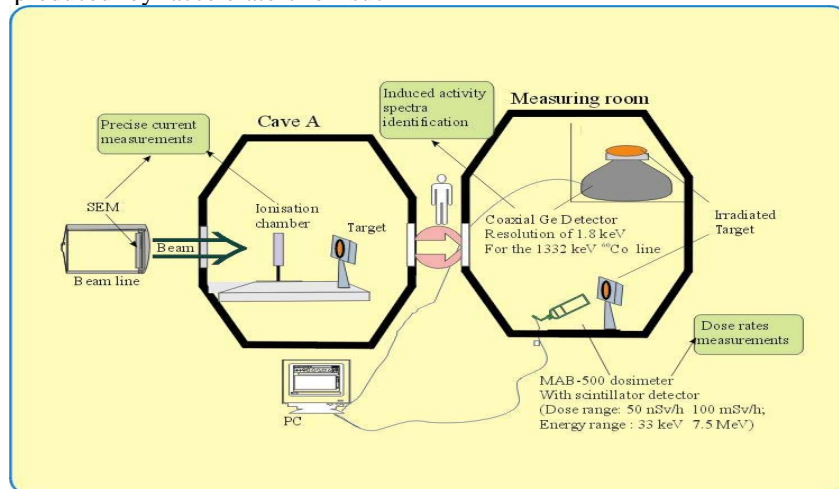 Precise current
measurements
Cave A
Induced activity
spectra
identification
Measuring room
SEM
Ionisation
chamber
Target
Beam
Beam line
Coaxial Ge Detector
Resolution of 1.8 keV
For the 1332 keV ⁶⁰Co line
Irradiated
Target
Dose rates
measurements
PC
MAB-500 dosimeter
With scintillator detector
(Dose range: 50 nSv/h 100 mSv/h;
Energy range : 33 keV 7.5 MeV)